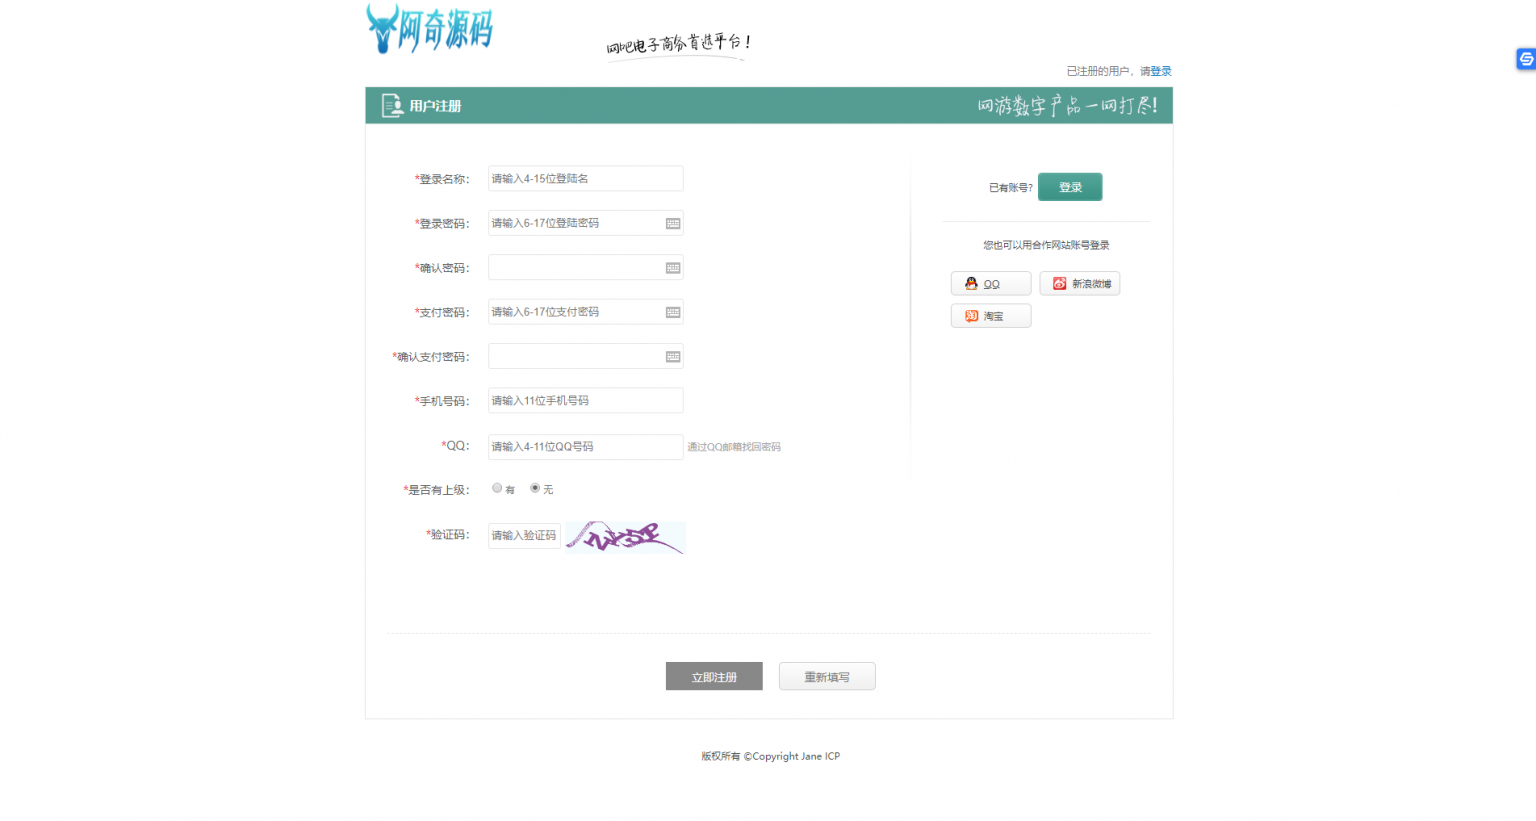 阿奇源码
网吧电子商务首选平台！
已注册的用户，请登录
用户注册
网游数字产品一网打尽!
*登录名称：
请输入4-15位登陆名
*登录密码：
请输入6-17位登陆密码
*确认密码：
*支付密码：
请输入6-17位支付密码
*确认支付密码：
*手机号码：
请输入11位手机号码
*QQ：
请输入4-11位QQ号码 通过QQ邮箱找回密码
*是否有上级：
有 无
*验证码：
请输入验证码
已有账号?
登录
您也可以用合作网站账号登录
QQ
新浪微博
淘宝
立即注册
重新填写
版权所有 ©Copyright Jane ICP